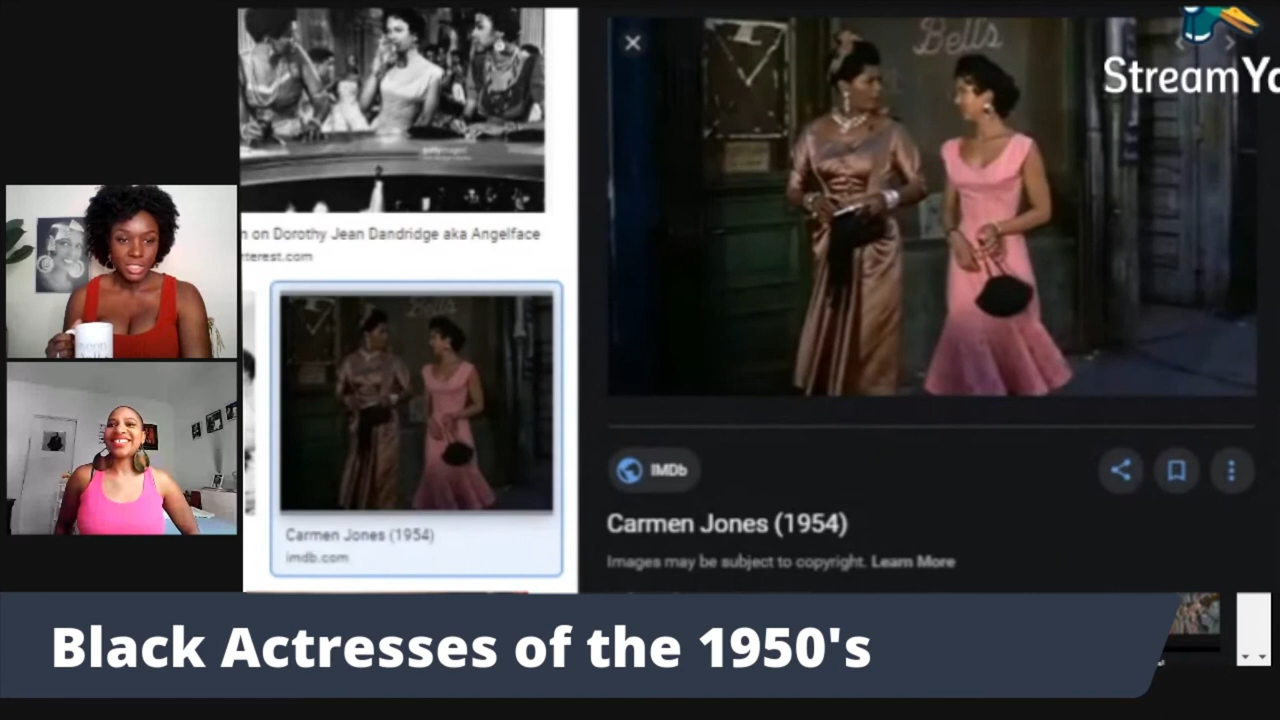 Bells
StreamYa
n on Dorothy Jean Dandridge aka Angelface
terest.com
Carmen Jones (1954)
imdb.com
IMDb
Carmen Jones (1954)
Images may be subject to copyright. Learn More
Black Actresses of the 1950's